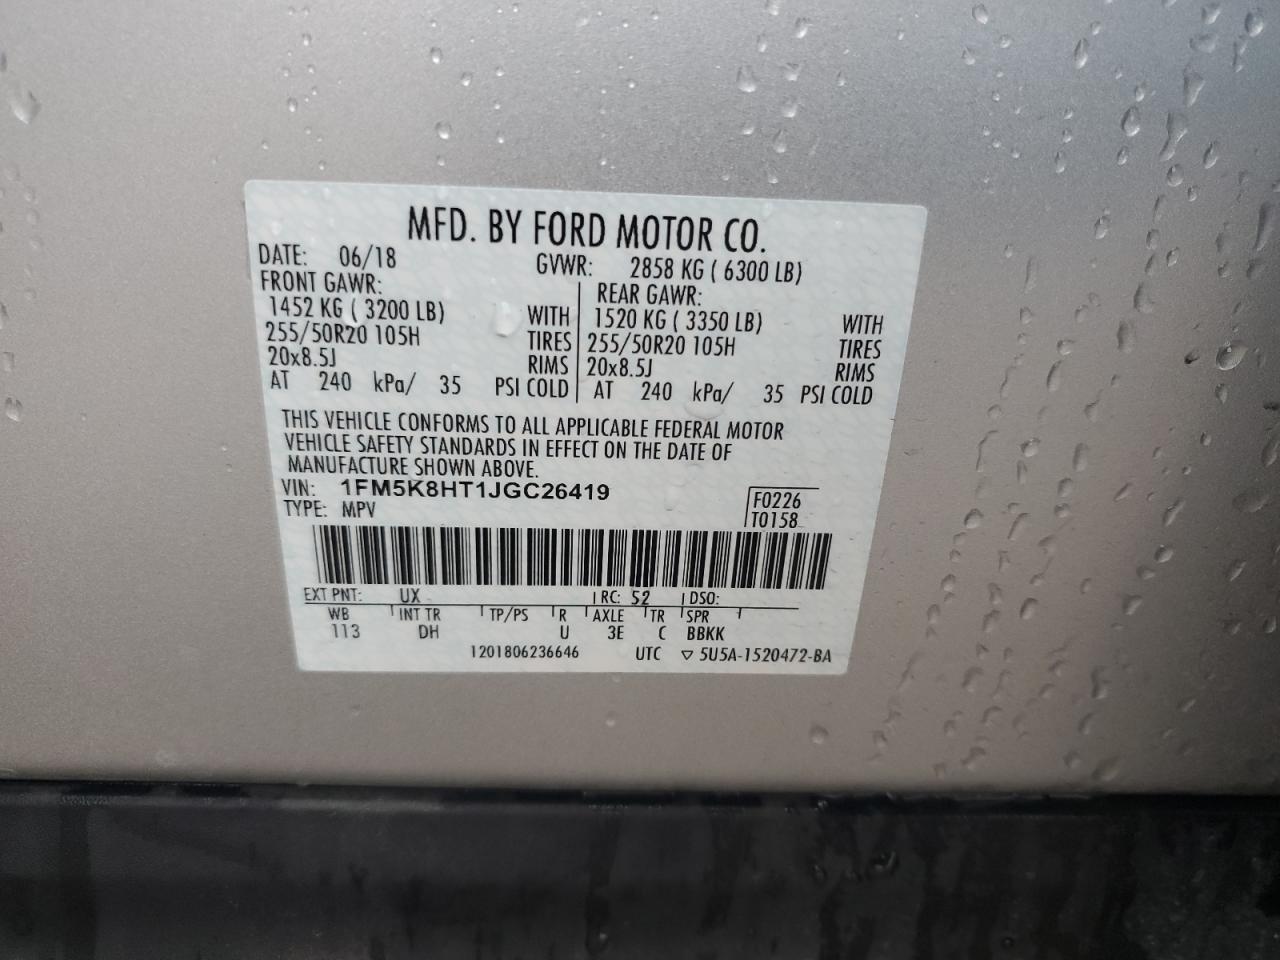 MFD. BY FORD MOTOR CO.
DATE: 06/18 GVWR: 2858 KG ( 6300 LB)
FRONT GAWR: REAR GAWR:
1452 KG ( 3200 LB) WITH 1520 KG ( 3350 LB) WITH
255/50R20 105H TIRES 255/50R20 105H TIRES
20x8.5J RIMS 20x8.5J RIMS
AT 240 kPa/ 35 PSI COLD AT 240 kPa/ 35 PSI COLD
THIS VEHICLE CONFORMS TO ALL APPLICABLE FEDERAL MOTOR
VEHICLE SAFETY STANDARDS IN EFFECT ON THE DATE OF
MANUFACTURE SHOWN ABOVE.
VIN: 1FM5K8HT1JGC26419 F0226
TYPE: MPV T0158
EXT PNT: UX RC: 52 DSO:
WB INT TR TP/PS R AXLE TR SPR
113 DH U 3E C BBKK
1201806236646 UTC ▽ 5U5A-1520472-BA